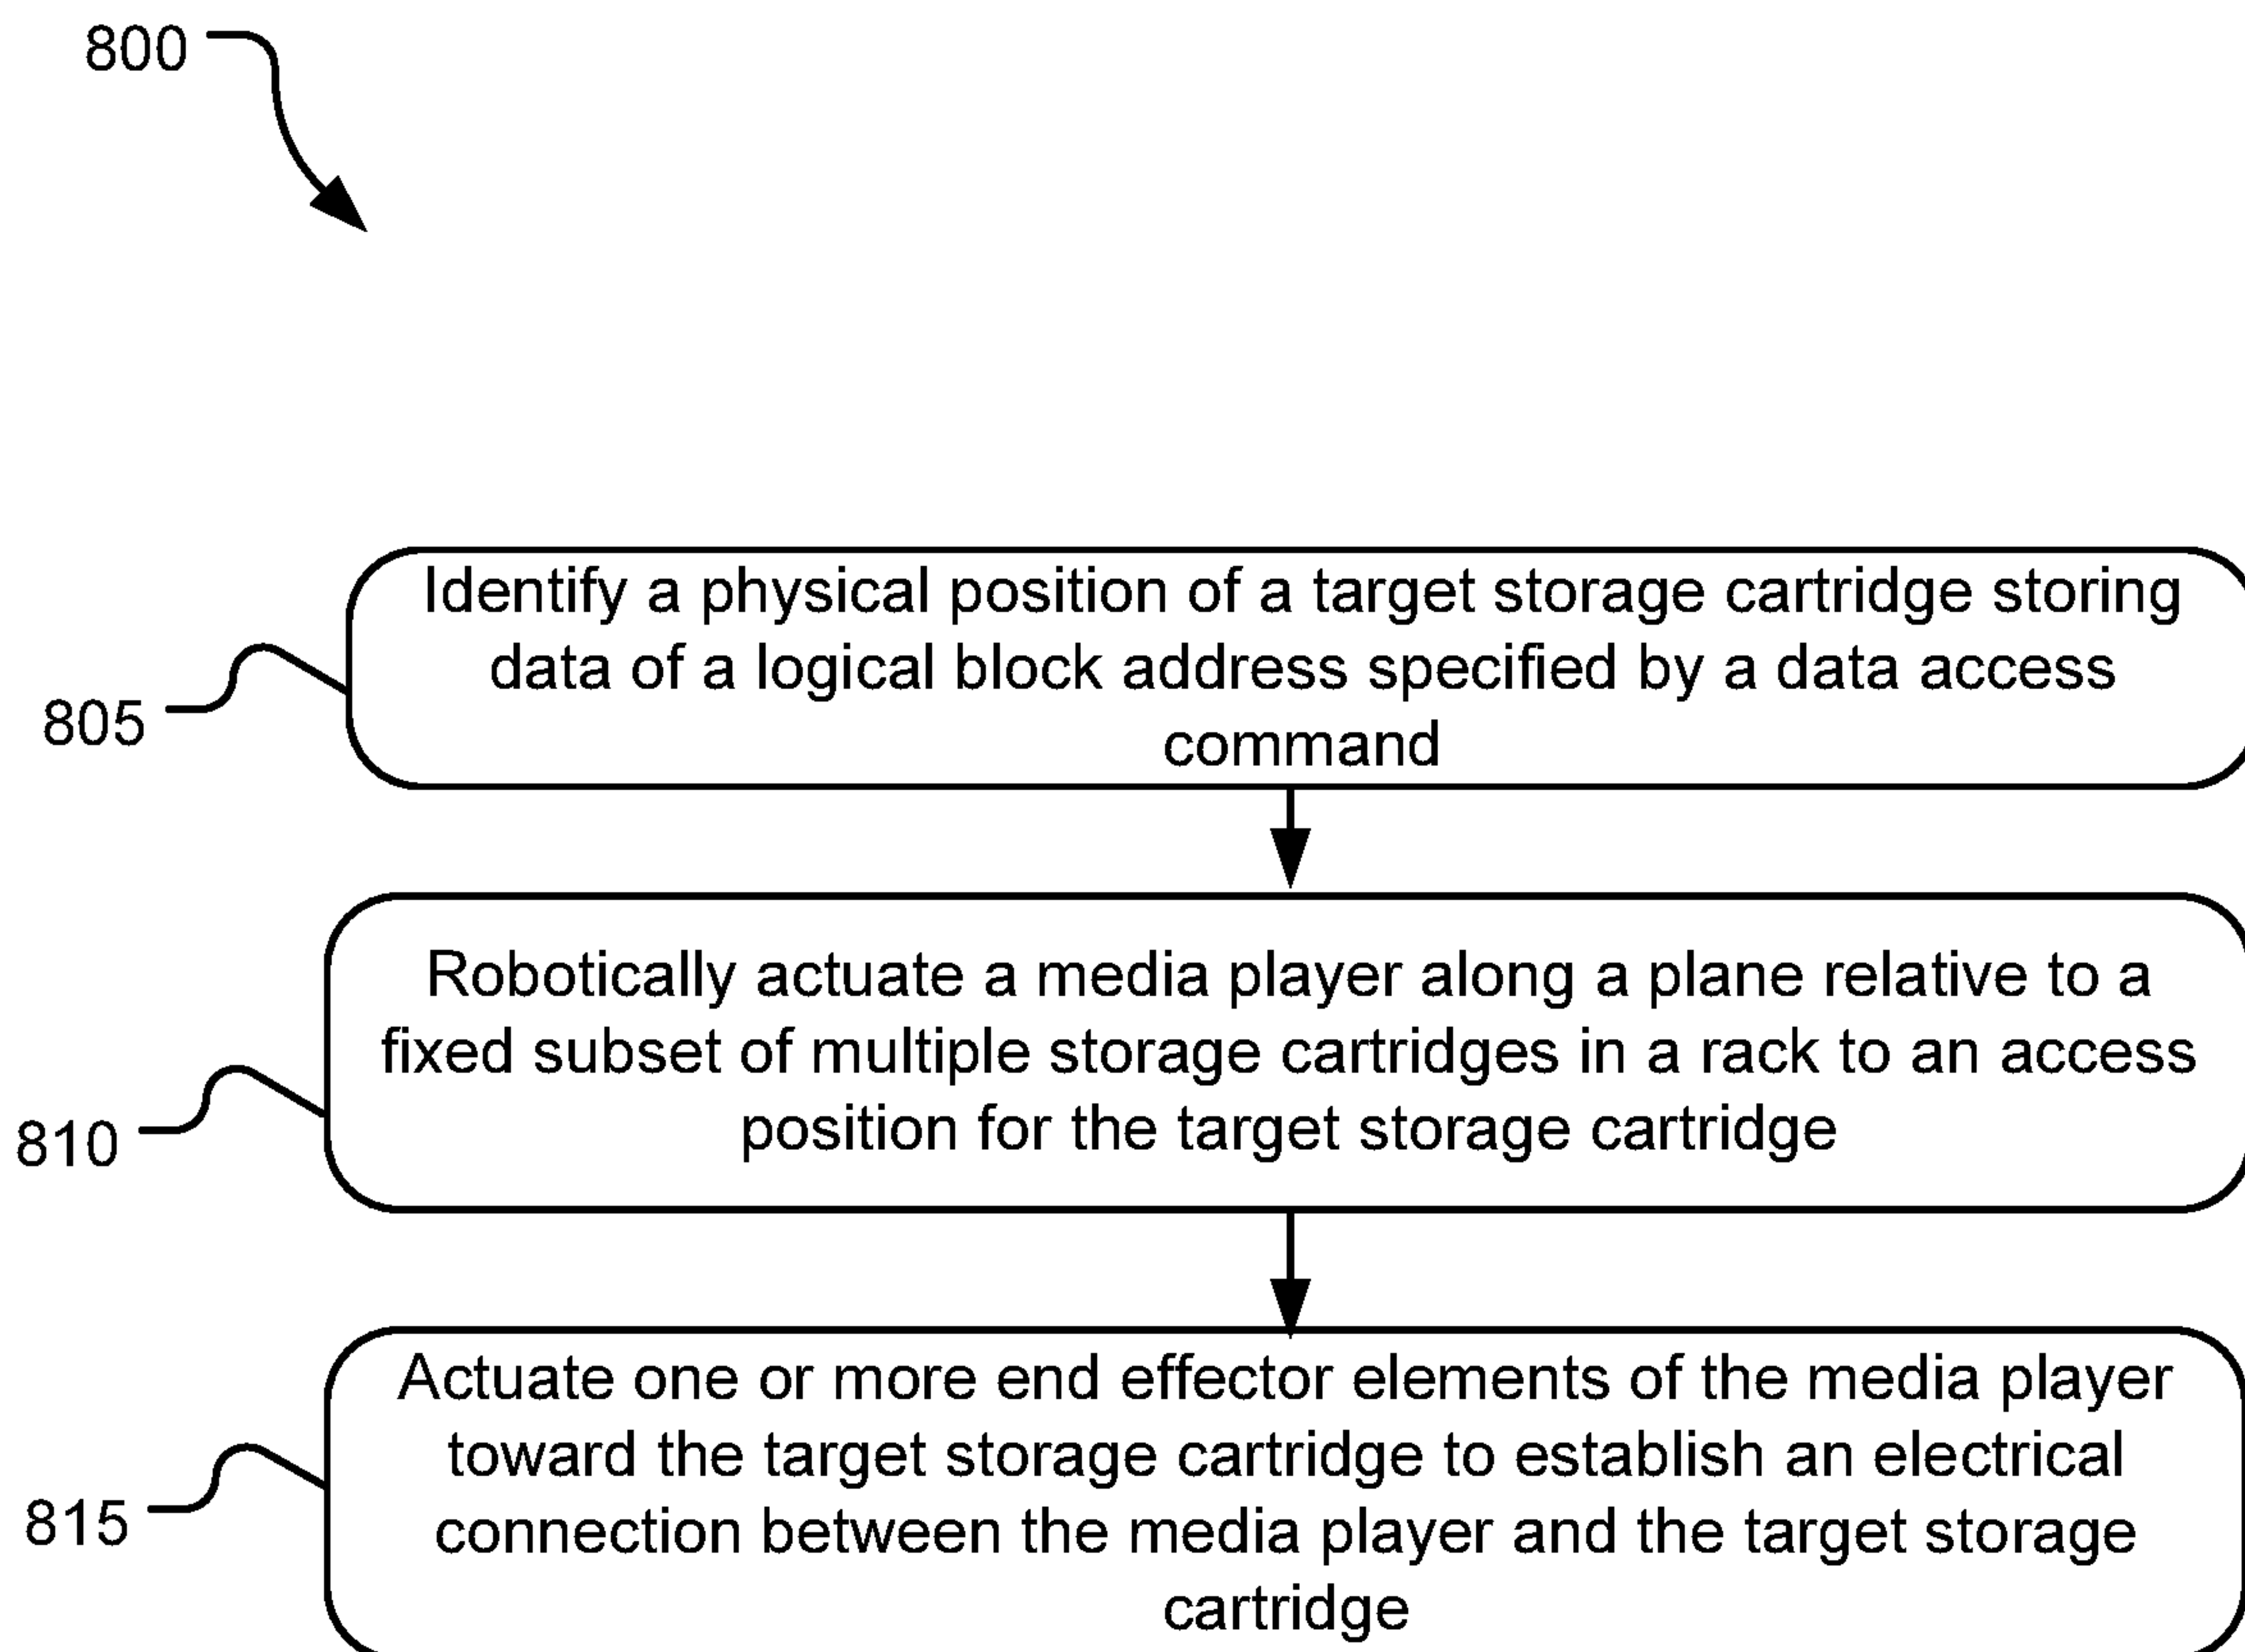 800
Identify a physical position of a target storage cartridge storing
data of a logical block address specified by a data access
command
805
Robotically actuate a media player along a plane relative to a
fixed subset of multiple storage cartridges in a rack to an access
position for the target storage cartridge
810
Actuate one or more end effector elements of the media player
toward the target storage cartridge to establish an electrical
connection between the media player and the target storage
cartridge
815